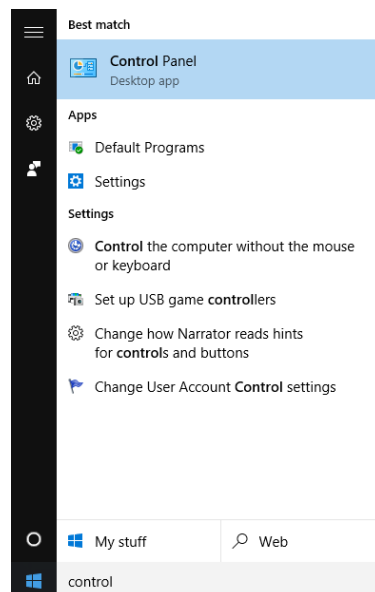 Best match
Control Panel
Desktop app
Apps
Default Programs
Settings
Settings
Control the computer without the mouse
or keyboard
Set up USB game controllers
Change how Narrator reads hints
for controls and buttons
Change User Account Control settings
My stuff
Web
control